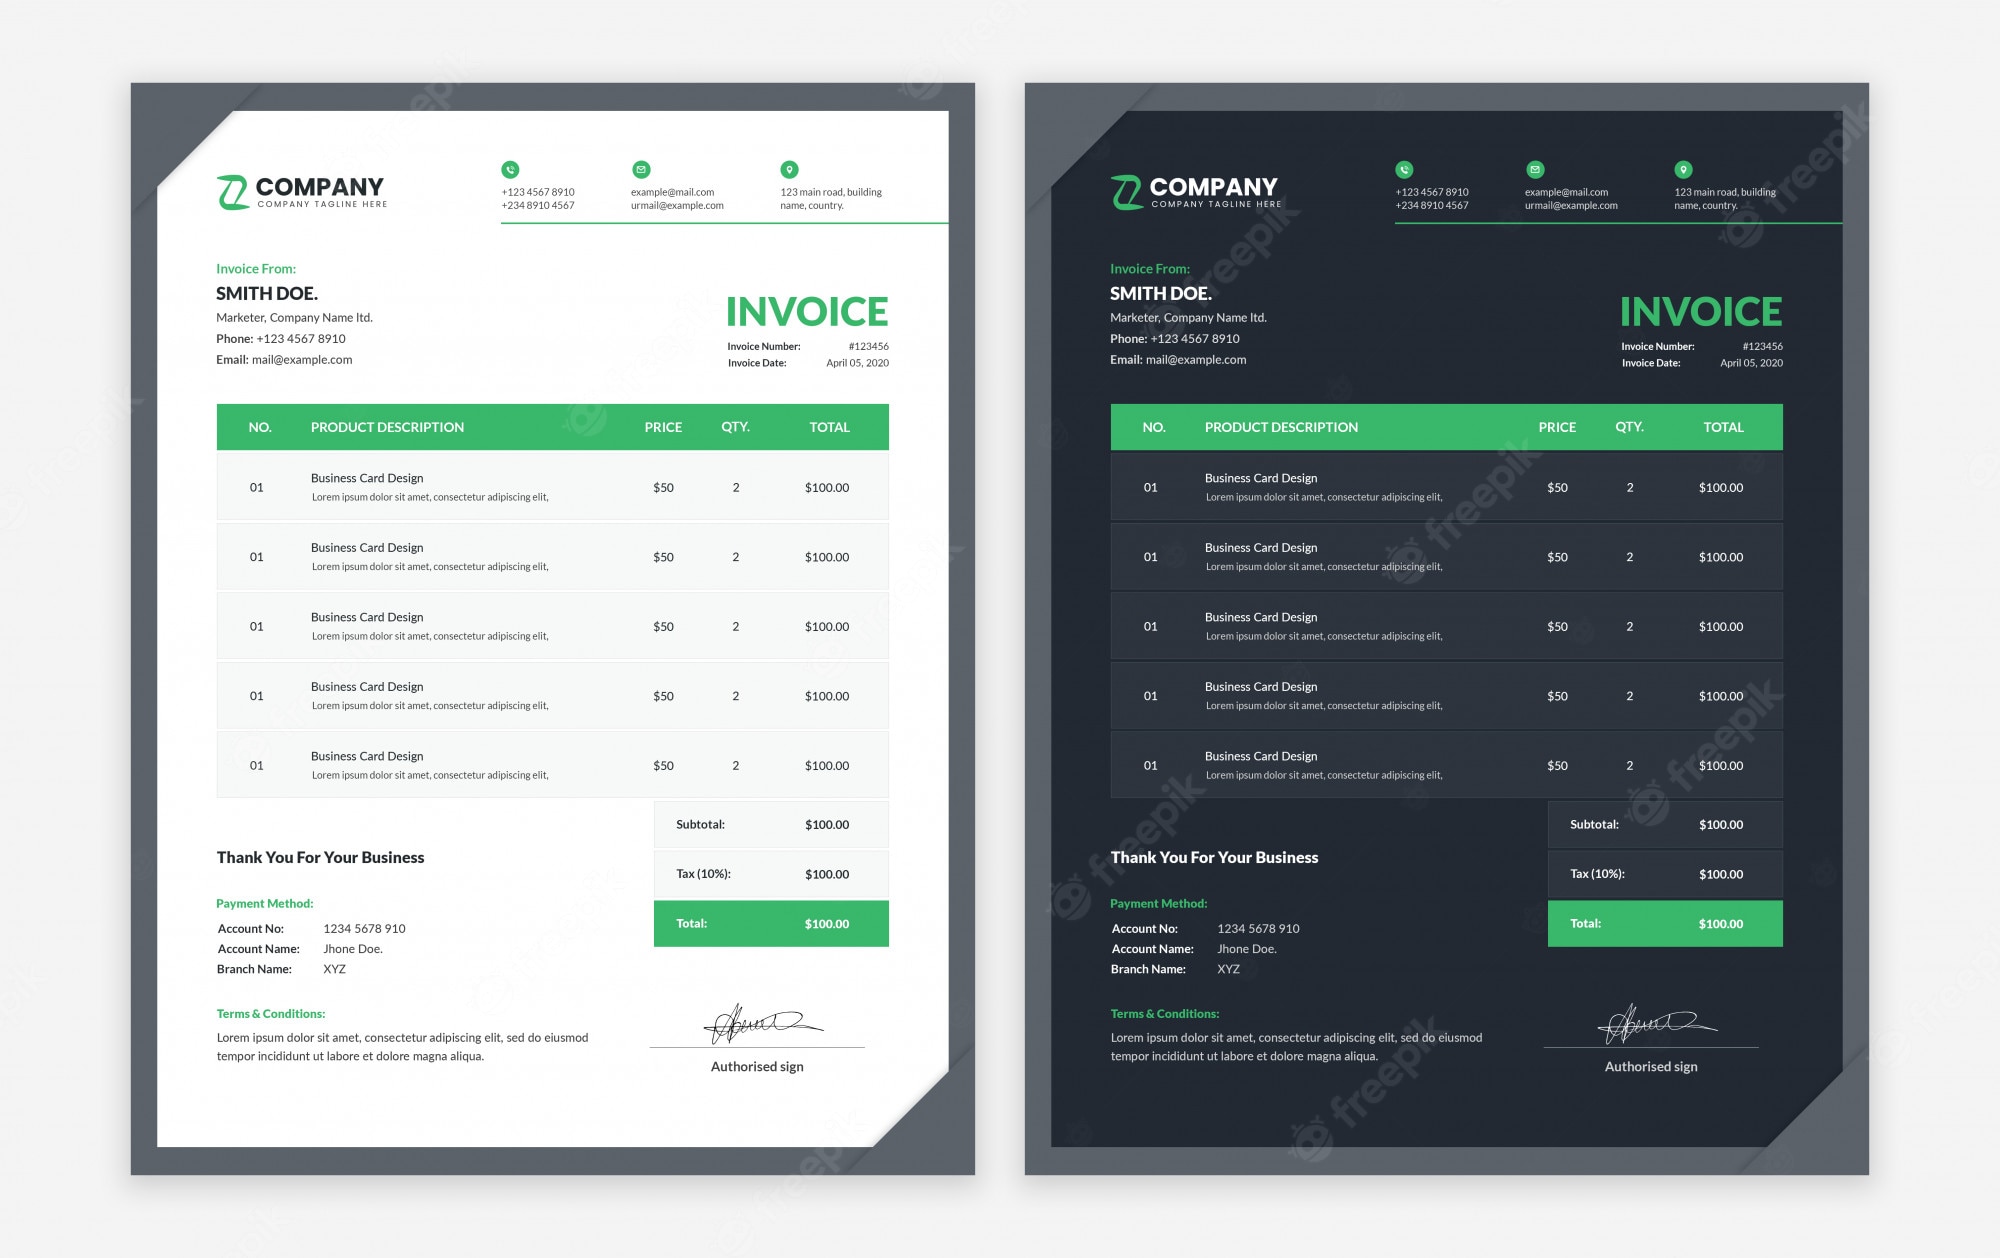 COMPANY
COMPANY TAGLINE HERE
+123 4567 8910
+234 8910 4567
example@mail.com
urmail@example.com
123 main road, building
name, country.
Invoice From:
SMITH DOE.
Marketer, Company Name ltd.
Phone: +123 4567 8910
Email: mail@example.com
INVOICE
Invoice Number: #123456
Invoice Date: April 05, 2020
NO. PRODUCT DESCRIPTION PRICE QTY. TOTAL
01 Business Card Design $50 2 $100.00
Lorem ipsum dolor sit amet, consectetur adipiscing elit,
01 Business Card Design $50 2 $100.00
Lorem ipsum dolor sit amet, consectetur adipiscing elit,
01 Business Card Design $50 2 $100.00
Lorem ipsum dolor sit amet, consectetur adipiscing elit,
01 Business Card Design $50 2 $100.00
Lorem ipsum dolor sit amet, consectetur adipiscing elit,
01 Business Card Design $50 2 $100.00
Lorem ipsum dolor sit amet, consectetur adipiscing elit,
Subtotal: $100.00
Tax (10%): $100.00
Total: $100.00
Thank You For Your Business
Payment Method:
Account No: 1234 5678 910
Account Name: Jhone Doe.
Branch Name: XYZ
Terms & Conditions:
Lorem ipsum dolor sit amet, consectetur adipiscing elit, sed do eiusmod
tempor incididunt ut labore et dolore magna aliqua.
Authorised sign
COMPANY
COMPANY TAGLINE HERE
+123 4567 8910
+234 8910 4567
example@mail.com
urmail@example.com
123 main road, building
name, country.
Invoice From:
SMITH DOE.
Marketer, Company Name ltd.
Phone: +123 4567 8910
Email: mail@example.com
INVOICE
Invoice Number: #123456
Invoice Date: April 05, 2020
NO. PRODUCT DESCRIPTION PRICE QTY. TOTAL
01 Business Card Design $50 2 $100.00
Lorem ipsum dolor sit amet, consectetur adipiscing elit,
01 Business Card Design $50 2 $100.00
Lorem ipsum dolor sit amet, consectetur adipiscing elit,
01 Business Card Design $50 2 $100.00
Lorem ipsum dolor sit amet, consectetur adipiscing elit,
01 Business Card Design $50 2 $100.00
Lorem ipsum dolor sit amet, consectetur adipiscing elit,
01 Business Card Design $50 2 $100.00
Lorem ipsum dolor sit amet, consectetur adipiscing elit,
Subtotal: $100.00
Tax (10%): $100.00
Total: $100.00
Thank You For Your Business
Payment Method:
Account No: 1234 5678 910
Account Name: Jhone Doe.
Branch Name: XYZ
Terms & Conditions:
Lorem ipsum dolor sit amet, consectetur adipiscing elit, sed do eiusmod
tempor incididunt ut labore et dolore magna aliqua.
Authorised sign
freepik
freepik
freepik
freepik
freepik
freepik